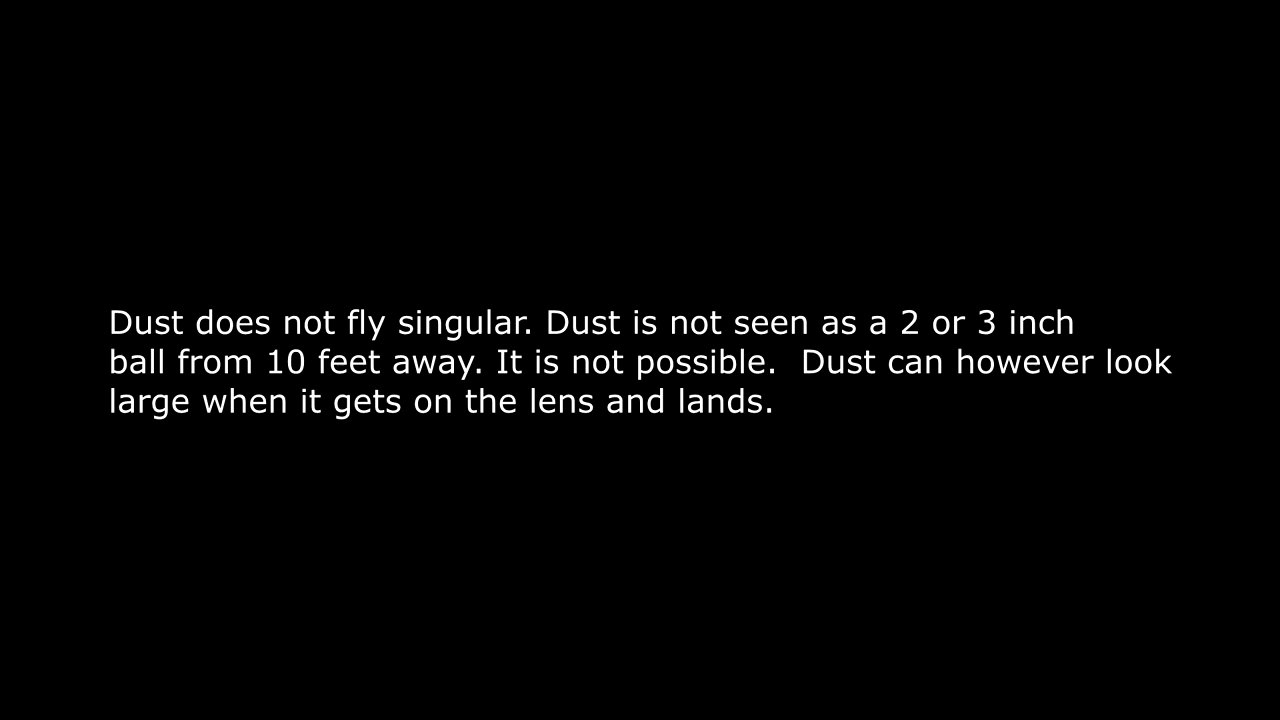 Dust does not fly singular. Dust is not seen as a 2 or 3 inch
ball from 10 feet away. It is not possible.  Dust can however look
large when it gets on the lens and lands.